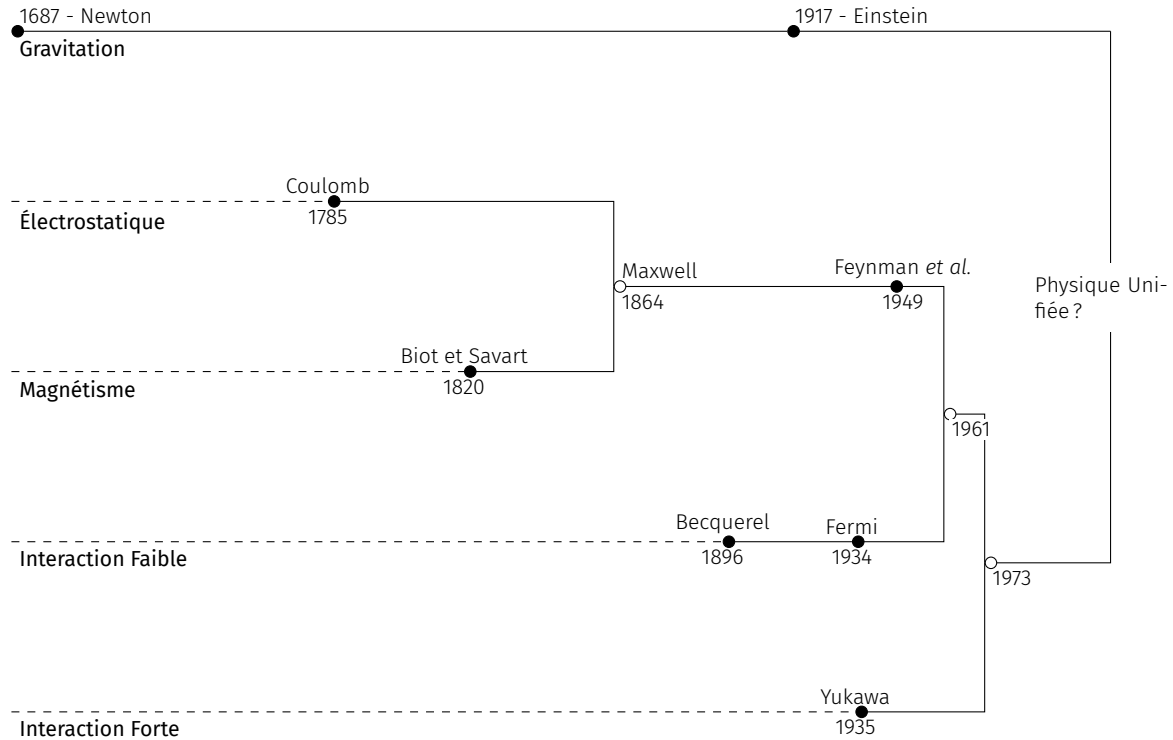 1687 - Newton
1917 - Einstein
Gravitation
Coulomb
1785
Électrostatique
Maxwell
1864
Feynman et al.
1949
Physique Uni-
fiée ?
Biot et Savart
1820
Magnétisme
1961
Becquerel
1896
Fermi
1934
Interaction Faible
1973
Yukawa
1935
Interaction Forte